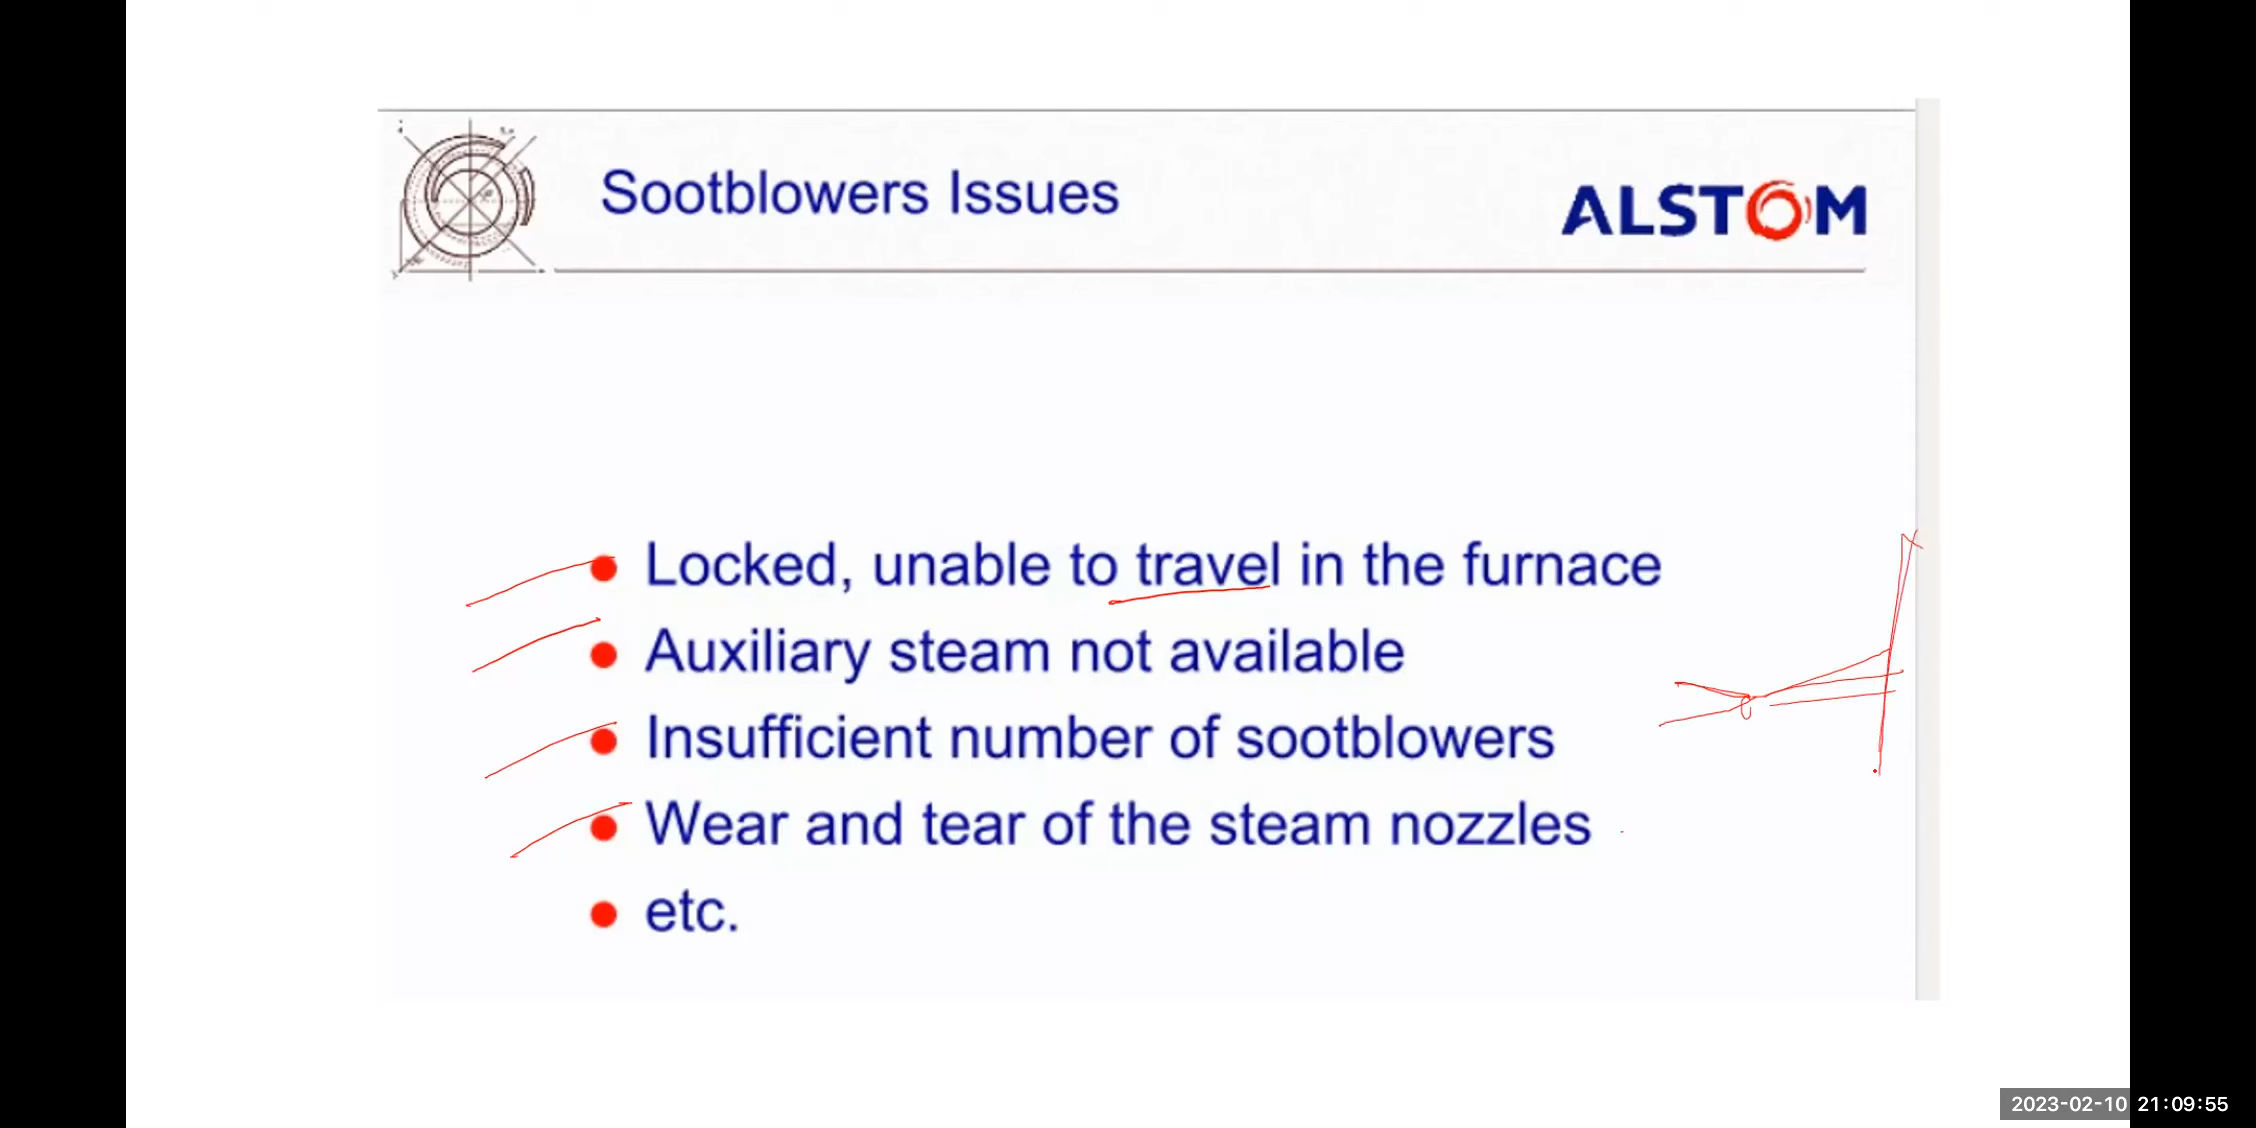 Sootblowers Issues
ALSTOM
Locked, unable to travel in the furnace
Auxiliary steam not available
Insufficient number of sootblowers
Wear and tear of the steam nozzles
etc.
2023-02-10 21:09:55